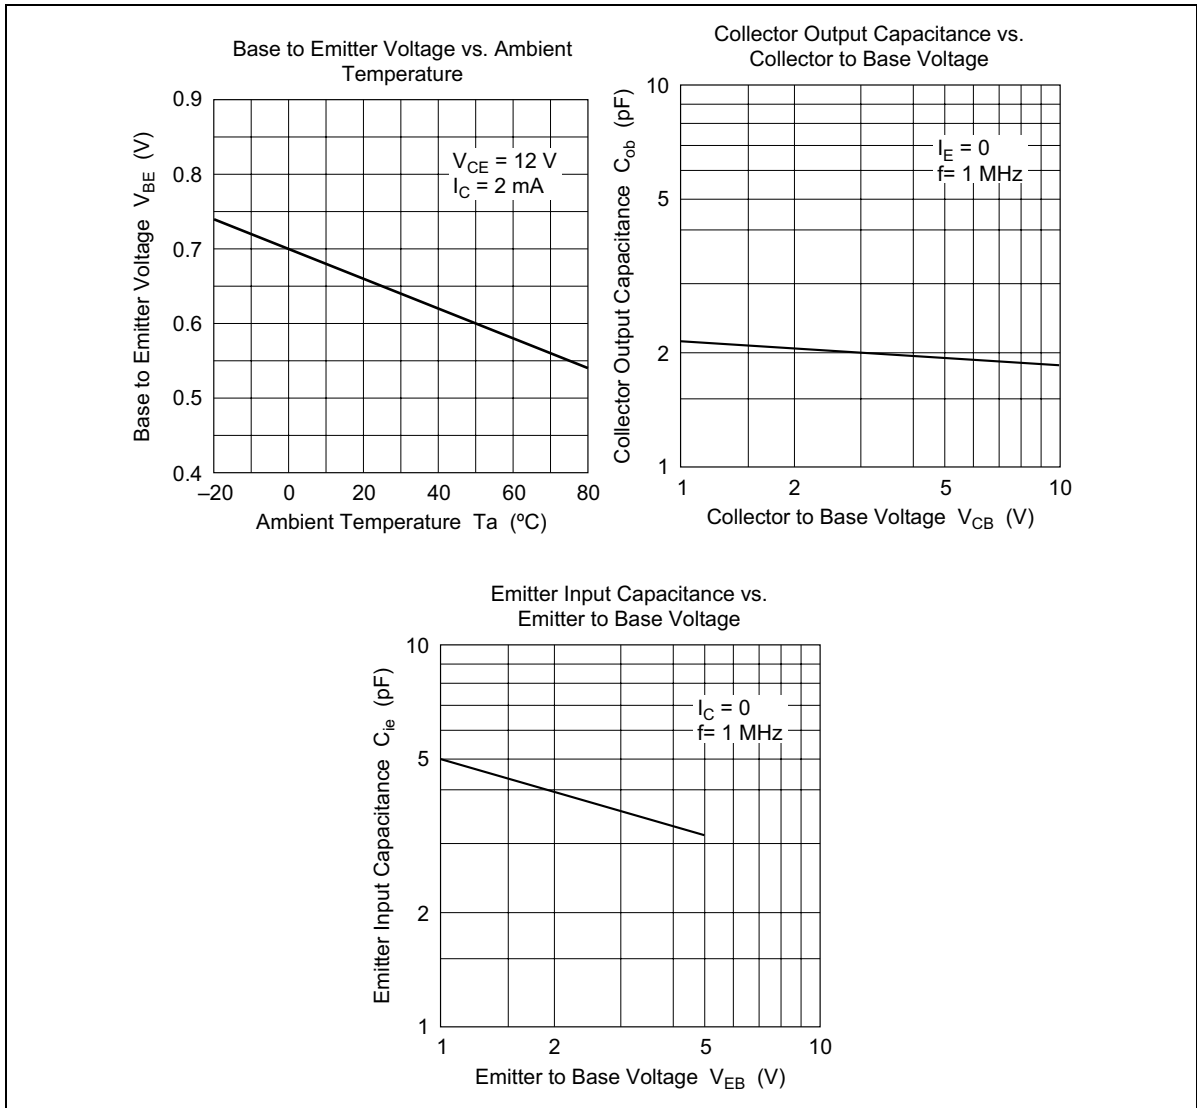 Base to Emitter Voltage vs. Ambient
Temperature
Base to Emitter Voltage V_BE (V)
0.9
0.8
0.7
0.6
0.5
0.4
V_CE = 12 V
I_C = 2 mA
–20
0
20
40
60
80
Ambient Temperature Ta (ºC)
Collector Output Capacitance vs.
Collector to Base Voltage
Collector Output Capacitance C_ob (pF)
10
5
2
1
I_E = 0
f= 1 MHz
1
2
5
10
Collector to Base Voltage V_CB (V)
Emitter Input Capacitance vs.
Emitter to Base Voltage
Emitter Input Capacitance C_ie (pF)
10
5
2
1
I_C = 0
f= 1 MHz
1
2
5
10
Emitter to Base Voltage V_EB (V)